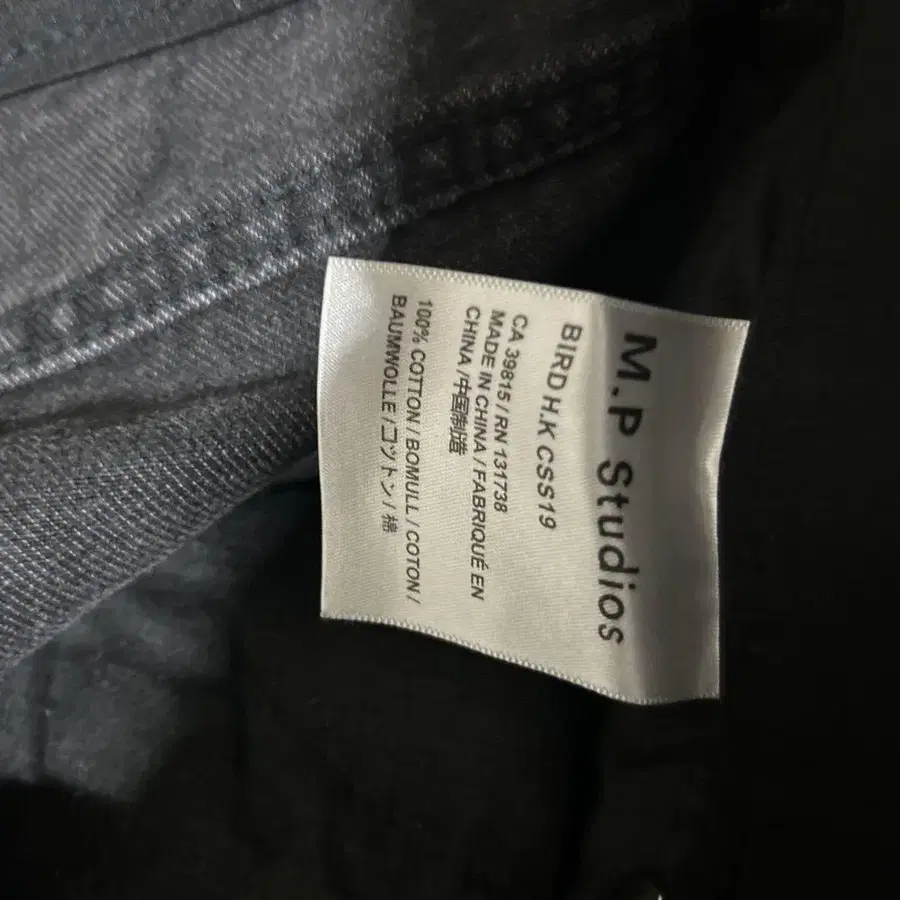 M.P Studios
BIRD H.K CSS19
CA 39815 / RN 131738
MADE IN CHINA / FABRIQUÉ EN
CHINA /中国制造
100% COTTON / BOMULL / COTON /
BAUMWOLLE / コットン / 棉